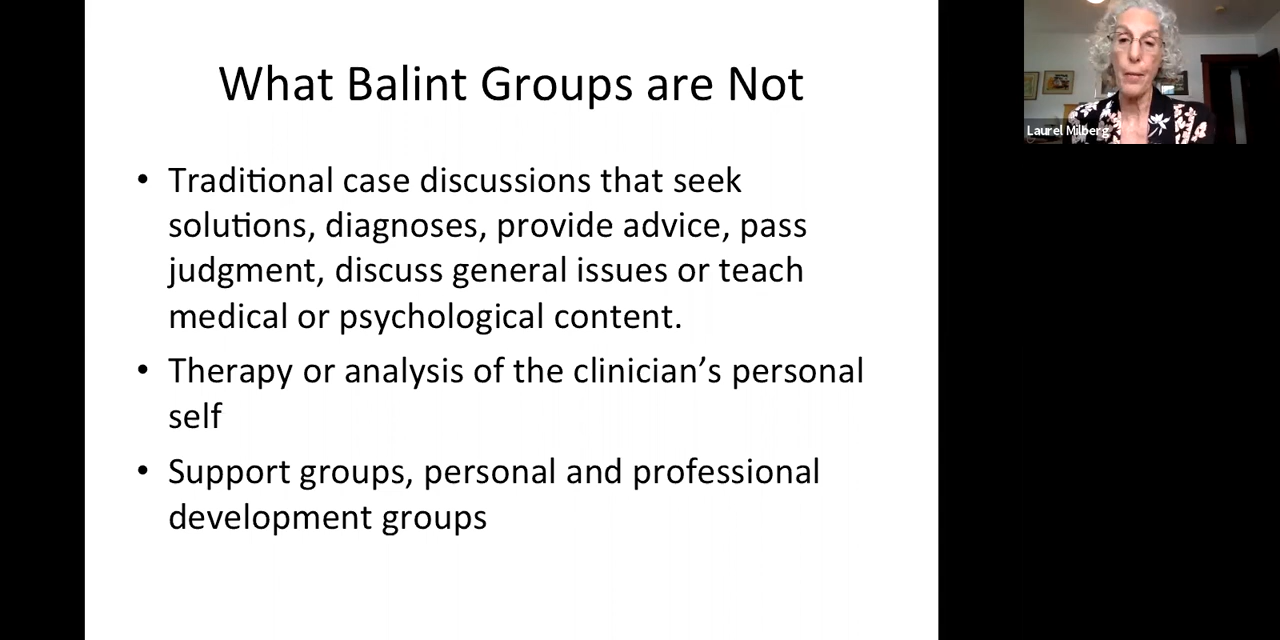 What Balint Groups are Not
• Traditional case discussions that seek
solutions, diagnoses, provide advice, pass
judgment, discuss general issues or teach
medical or psychological content.
• Therapy or analysis of the clinician’s personal
self
• Support groups, personal and professional
development groups
Laurel Milberg